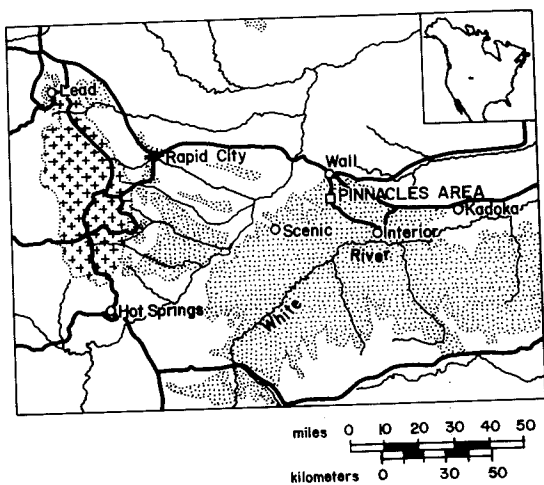 Lead
Rapid City
Wall
PINNACLES AREA
Kadoka
Scenic
Interior
River
White
Hot Springs
miles 0 10 20 30 40 50
kilometers 0 10 30 50